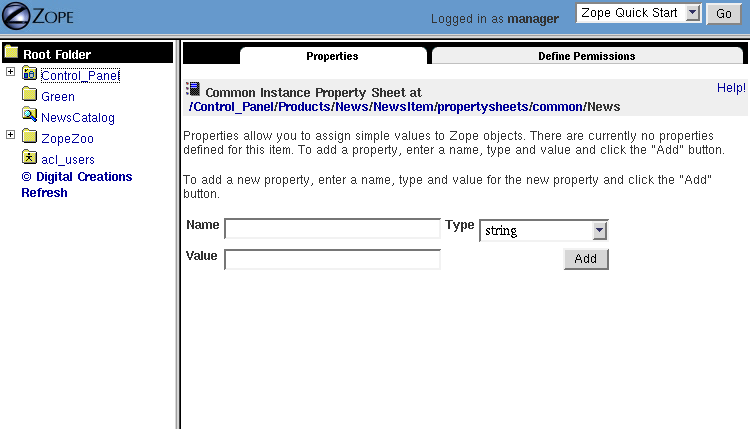 ZOPE
Logged in as manager
Zope Quick Start
Go
Root Folder
Control_Panel
Green
NewsCatalog
ZopeZoo
acl_users
© Digital Creations
Refresh
Properties
Define Permissions
Common Instance Property Sheet at
/Control_Panel/Products/News/NewsItem/propertysheets/common/News
Help!
Properties allow you to assign simple values to Zope objects. There are currently no properties
defined for this item. To add a property, enter a name, type and value and click the "Add" button.
To add a new property, enter a name, type and value for the new property and click the "Add"
button.
Name
Type
string
Value
Add